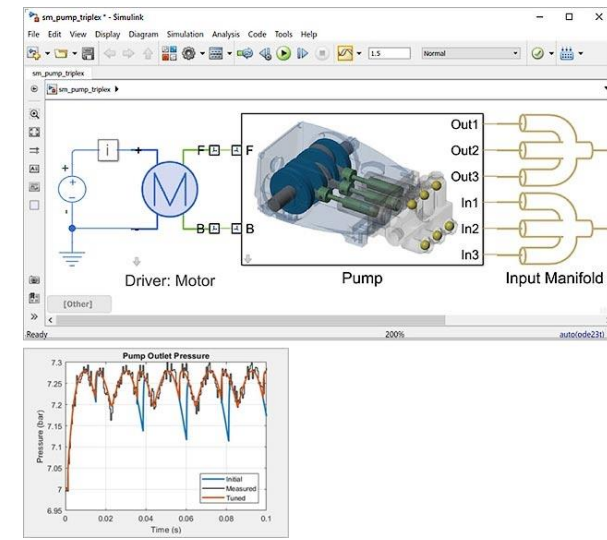 sm_pump_triplex * - Simulink
File Edit View Display Diagram Simulation Analysis Code Tools Help
1.5 Normal
sm_pump_triplex
sm_pump_triplex
i
M
F F
B B
Out1
Out2
Out3
In1
In2
In3
Driver: Motor
Pump
Input Manifold
[Other]
Ready 200% auto(ode23t)
Pump Outlet Pressure
Pressure (bar)
7.3
7.25
7.2
7.15
7.1
7.05
7
6.95
Initial
Measured
Tuned
0 0.02 0.04 0.06 0.08 0.1
Time (s)